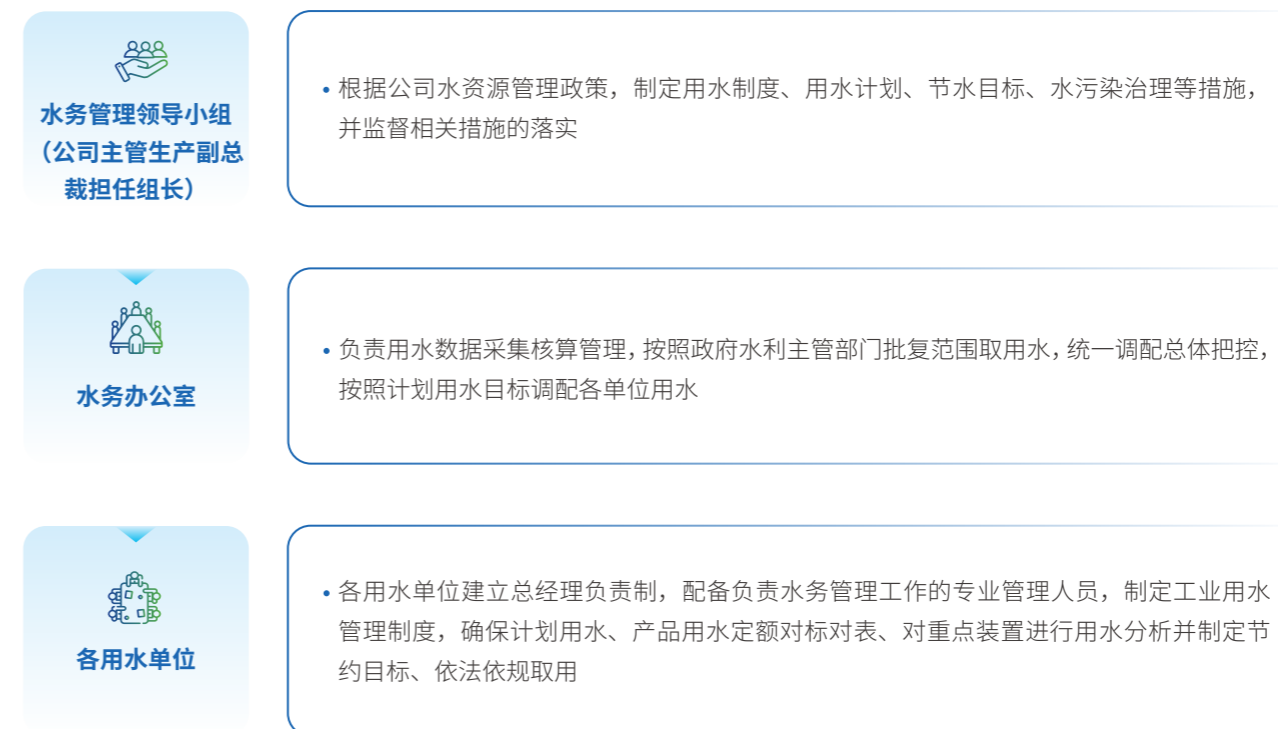 水务管理领导小组
（公司主管生产副总
裁担任组长）
• 根据公司水资源管理政策，制定用水制度、用水计划、节水目标、水污染治理等措施，
并监督相关措施的落实
水务办公室
• 负责用水数据采集核算管理，按照政府水利主管部门批复范围取用水，统一调配总体把控，
按照计划用水目标调配各单位用水
各用水单位
• 各用水单位建立总经理负责制，配备负责水务管理工作的专业管理人员，制定工业用水
管理制度，确保计划用水、产品用水定额对标对表、对重点装置进行用水分析并制定节
约目标、依法依规取用